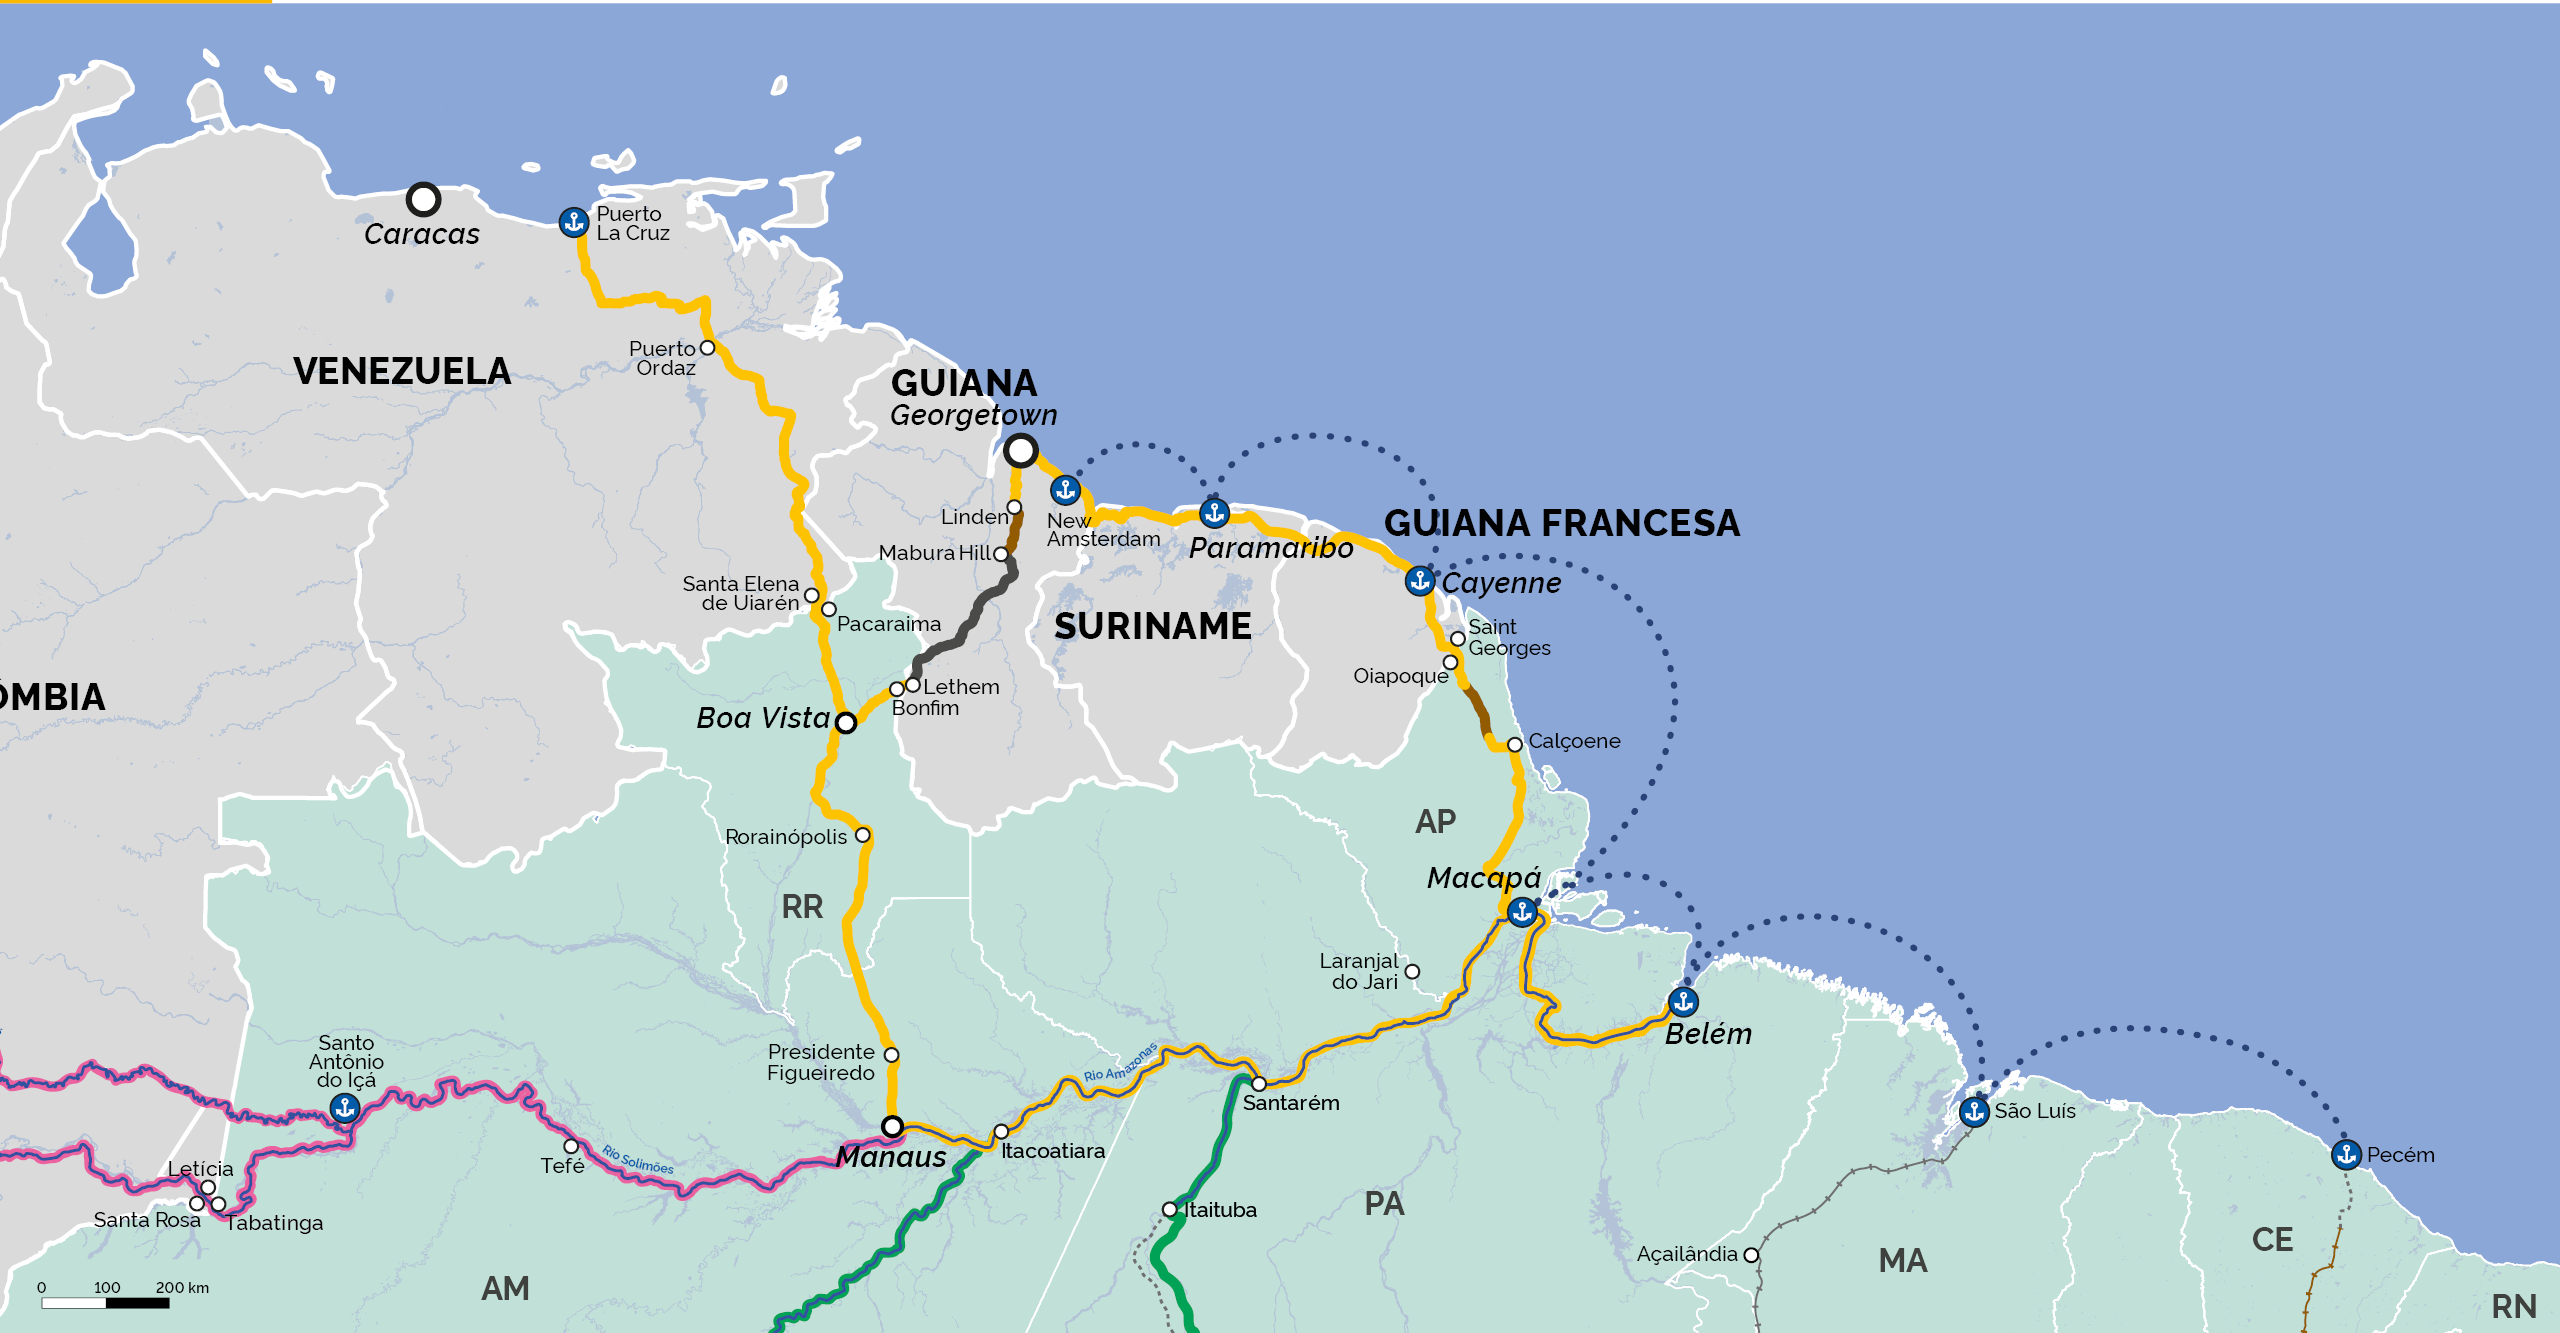 Caracas
Puerto
La Cruz
VENEZUELA
Puerto
Ordaz
GUIANA
Georgetown
Linden
New
Amsterdam
Mabura Hill
Paramaribo
GUIANA FRANCESA
Cayenne
Santa Elena
de Uiarén
Pacaraima
SURINAME
Saint
Georges
Oiapoque
ÔMBIA
Lethem
Bonfim
Boa Vista
Calçoene
Rorainópolis
AP
Macapá
RR
Laranjal
do Jari
Belém
Santo
Antônio
do Içá
Presidente
Figueiredo
Rio Amazonas
Santarém
São Luís
Manaus
Itacoatiara
Tefé
Rio Solimões
Letícia
Santa Rosa
Tabatinga
Itaituba
PA
Pecém
Açailândia
MA
CE
AM
RN
0 100 200 km